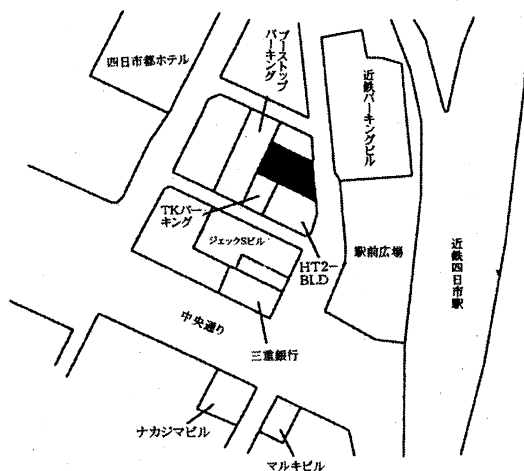 四日市都ホテル
プーストップ
パーキング
近鉄パーキングビル
TKパー
キング
ジェックSビル
HT2-
BLD
駅前広場
近鉄四日市駅
中央通り
三重銀行
ナカジマビル
マルキビル